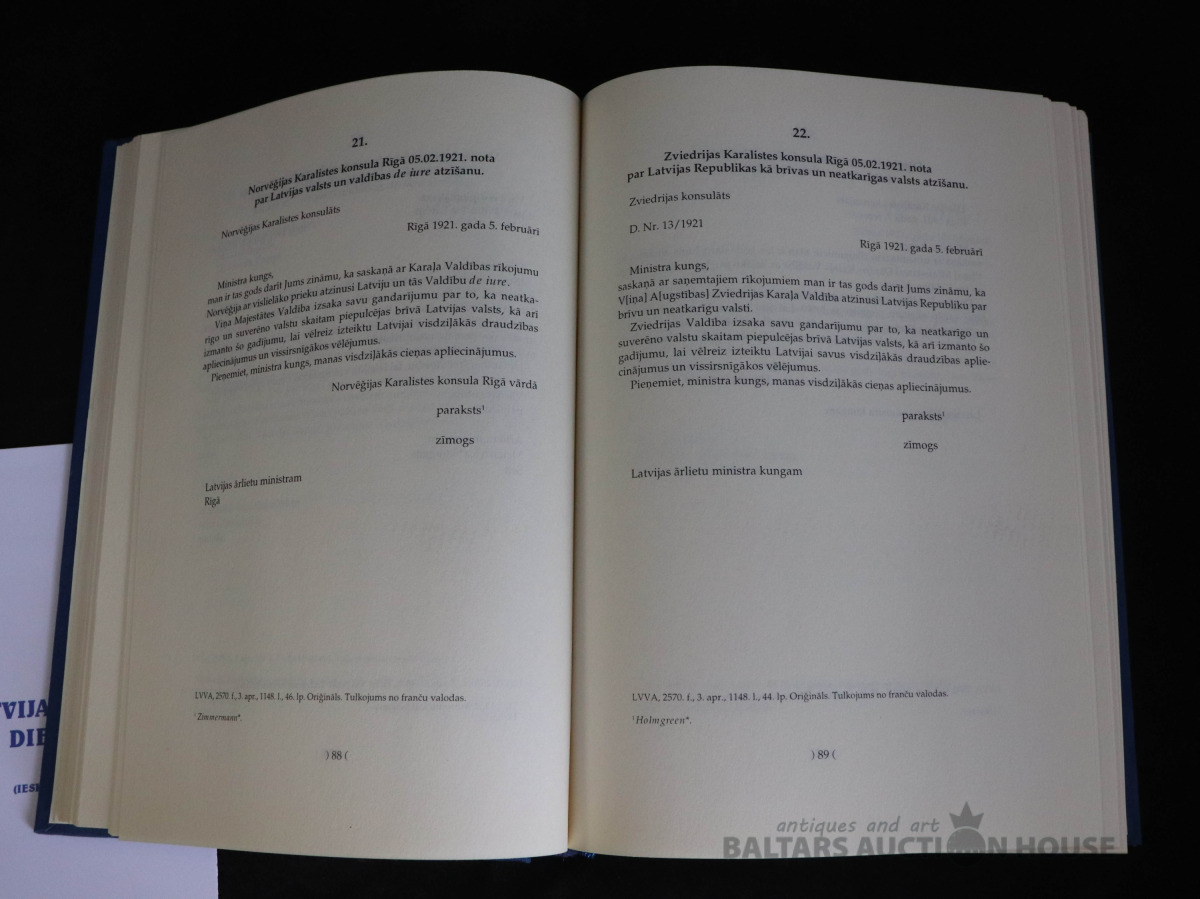 21.
Norvēģijas Karalistes konsula Rīgā 05.02.1921. nota
par Latvijas valsts un valdības de iure atzīšanu.
Norvēģijas Karalistes konsulāts
Rīgā 1921. gada 5. februārī
Ministra kungs,
man ir tas gods darīt Jums zināmu, ka saskaņā ar Karaļa Valdības rīkojumu
Norvēģija ar vislielāko prieku atzinusi Latviju un tās Valdību de iure.
Viņa Majestātes Valdība izsaka savu gandarījumu par to, ka neatka-
rīgo un suverēno valstu skaitam piepulcējas brīvā Latvijas valsts, kā arī
izmanto šo gadījumu, lai vēlreiz izteiktu Latvijai visdziļākās draudzības
apliecinājumus un vissirsnīgākos vēlējumus.
Pieņemiet, ministra kungs, manas visdziļākās cieņas apliecinājumus.
Norvēģijas Karalistes konsula Rīgā vārdā
paraksts¹
zīmogs
Latvijas ārlietu ministram
Rīgā
LVVA, 2570. f., 3. apr., 1148. l., 46. lp. Oriģināls. Tulkojums no franču valodas.
¹ Zimmermann*.
) 88 (
22.
Zviedrijas Karalistes konsula Rīgā 05.02.1921. nota
par Latvijas Republikas kā brīvas un neatkarīgas valsts atzīšanu.
Zviedrijas konsulāts
D. Nr. 13/1921
Rīgā 1921. gada 5. februārī
Ministra kungs,
saskaņā ar saņemtajiem rīkojumiem man ir tas gods darīt Jums zināmu, ka
V[iņa] A[ugstības] Zviedrijas Karaļa Valdība atzinusi Latvijas Republiku par
brīvu un neatkarīgu valsti.
Zviedrijas Valdība izsaka savu gandarījumu par to, ka neatkarīgo un
suverēno valstu skaitam piepulcējas brīvā Latvijas valsts, kā arī izmanto šo
gadījumu, lai vēlreiz izteiktu Latvijai savus visdziļākās draudzības aplie-
cinājumus un vissirsnīgākos vēlējumus.
Pieņemiet, ministra kungs, manas visdziļākās cieņas apliecinājumus.
paraksts¹
zīmogs
Latvijas ārlietu ministra kungam
LVVA, 2570. f., 3. apr., 1148. l., 44. lp. Oriģināls. Tulkojums no franču valodas.
¹ Holmgreen*.
) 89 (
VIJA
DIE
(IESI
antiques and art
BALTARS AUCTION HOUSE